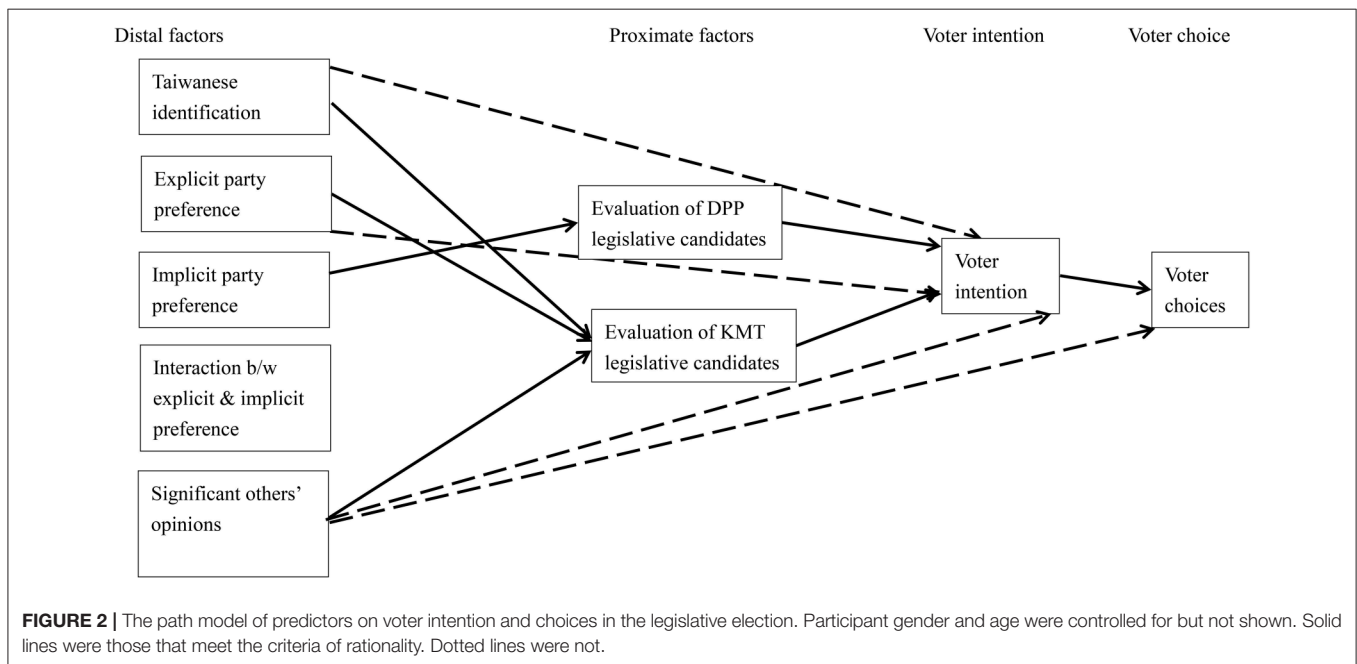 Distal factors Proximate factors Voter intention Voter choice
Taiwanese
identification
Explicit party
preference
Implicit party
preference
Interaction b/w
explicit & implicit
preference
Significant others’
opinions
Evaluation of DPP
legislative candidates
Evaluation of KMT
legislative candidates
Voter
intention
Voter
choices
FIGURE 2 | The path model of predictors on voter intention and choices in the legislative election. Participant gender and age were controlled for but not shown. Solid
lines were those that meet the criteria of rationality. Dotted lines were not.